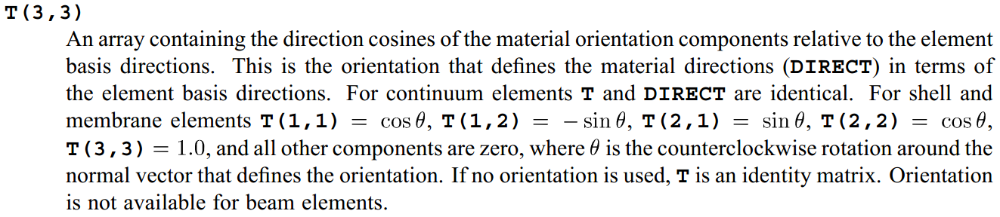 T(3,3)
An array containing the direction cosines of the material orientation components relative to the element
basis directions. This is the orientation that defines the material directions (DIRECT) in terms of
the element basis directions. For continuum elements T and DIRECT are identical. For shell and
membrane elements T(1,1) = cos θ, T(1,2) = − sin θ, T(2,1) = sin θ, T(2,2) = cos θ,
T(3,3) = 1.0, and all other components are zero, where θ is the counterclockwise rotation around the
normal vector that defines the orientation. If no orientation is used, T is an identity matrix. Orientation
is not available for beam elements.